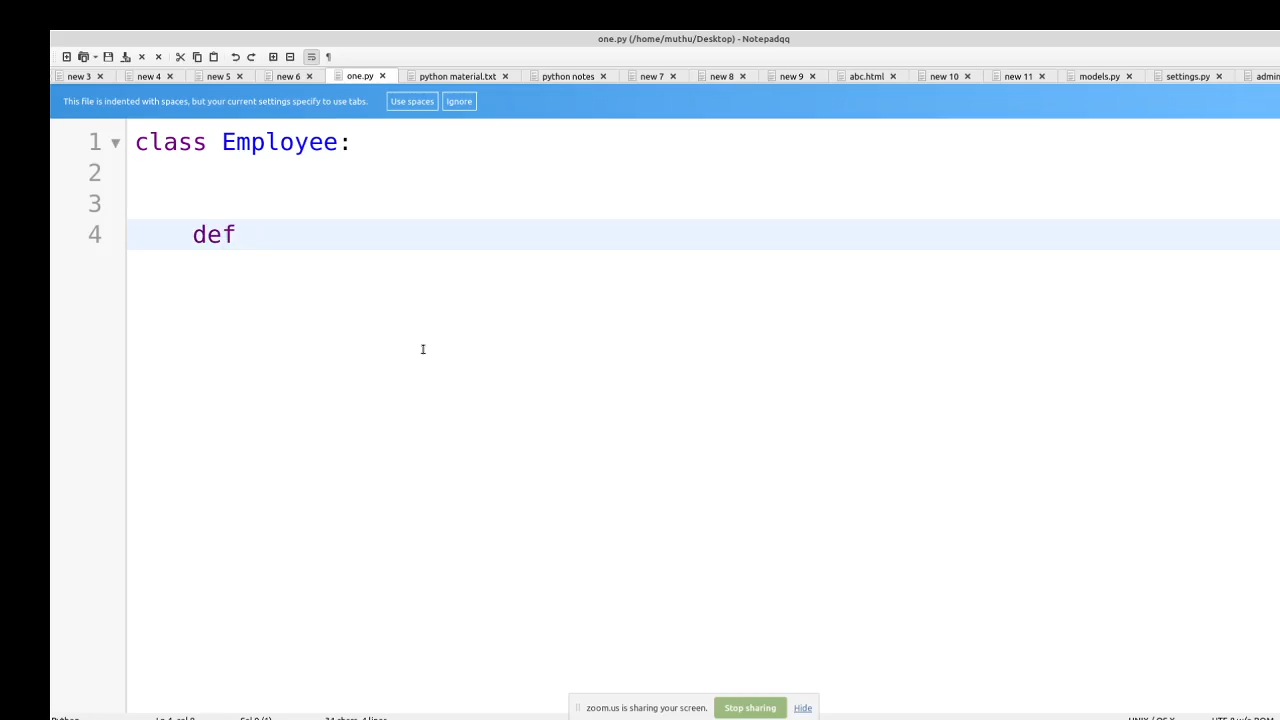 one.py (/home/muthu/Desktop) - Notepadqq
new 3 new 4 new 5 new 6 one.py python material.txt python notes new 7 new 8 new 9 abc.html new 10 new 11 models.py settings.py admin
This file is indented with spaces, but your current settings specify to use tabs. Use spaces Ignore
1 class Employee:
2
3
4 def
zoom.us is sharing your screen. Stop sharing Hide